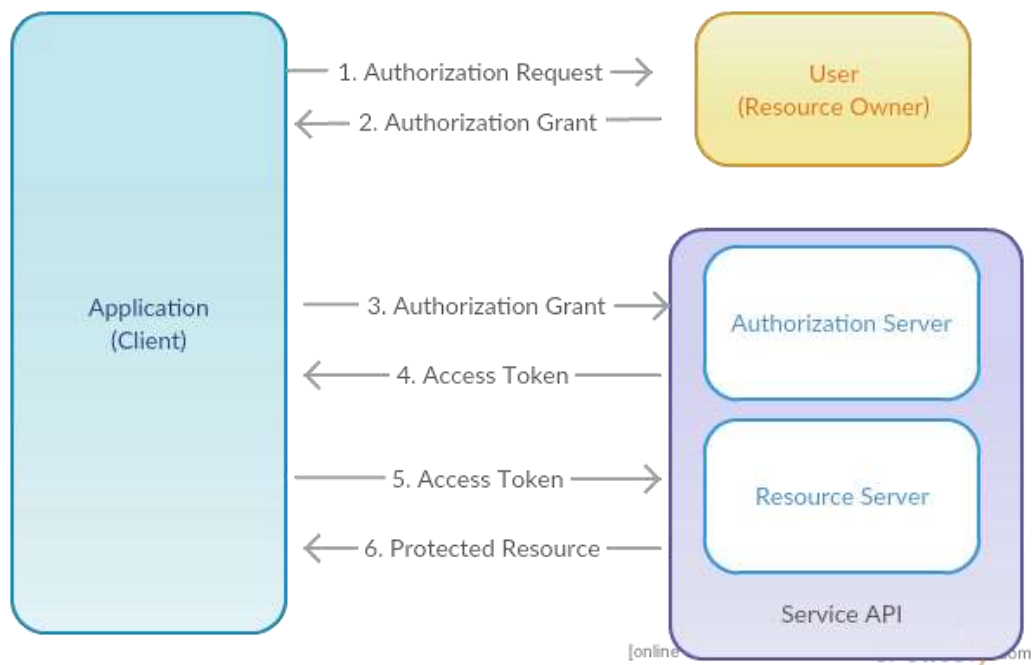 1. Authorization Request
User
(Resource Owner)
2. Authorization Grant
Application
(Client)
3. Authorization Grant
Authorization Server
4. Access Token
5. Access Token
Resource Server
6. Protected Resource
Service API
[online